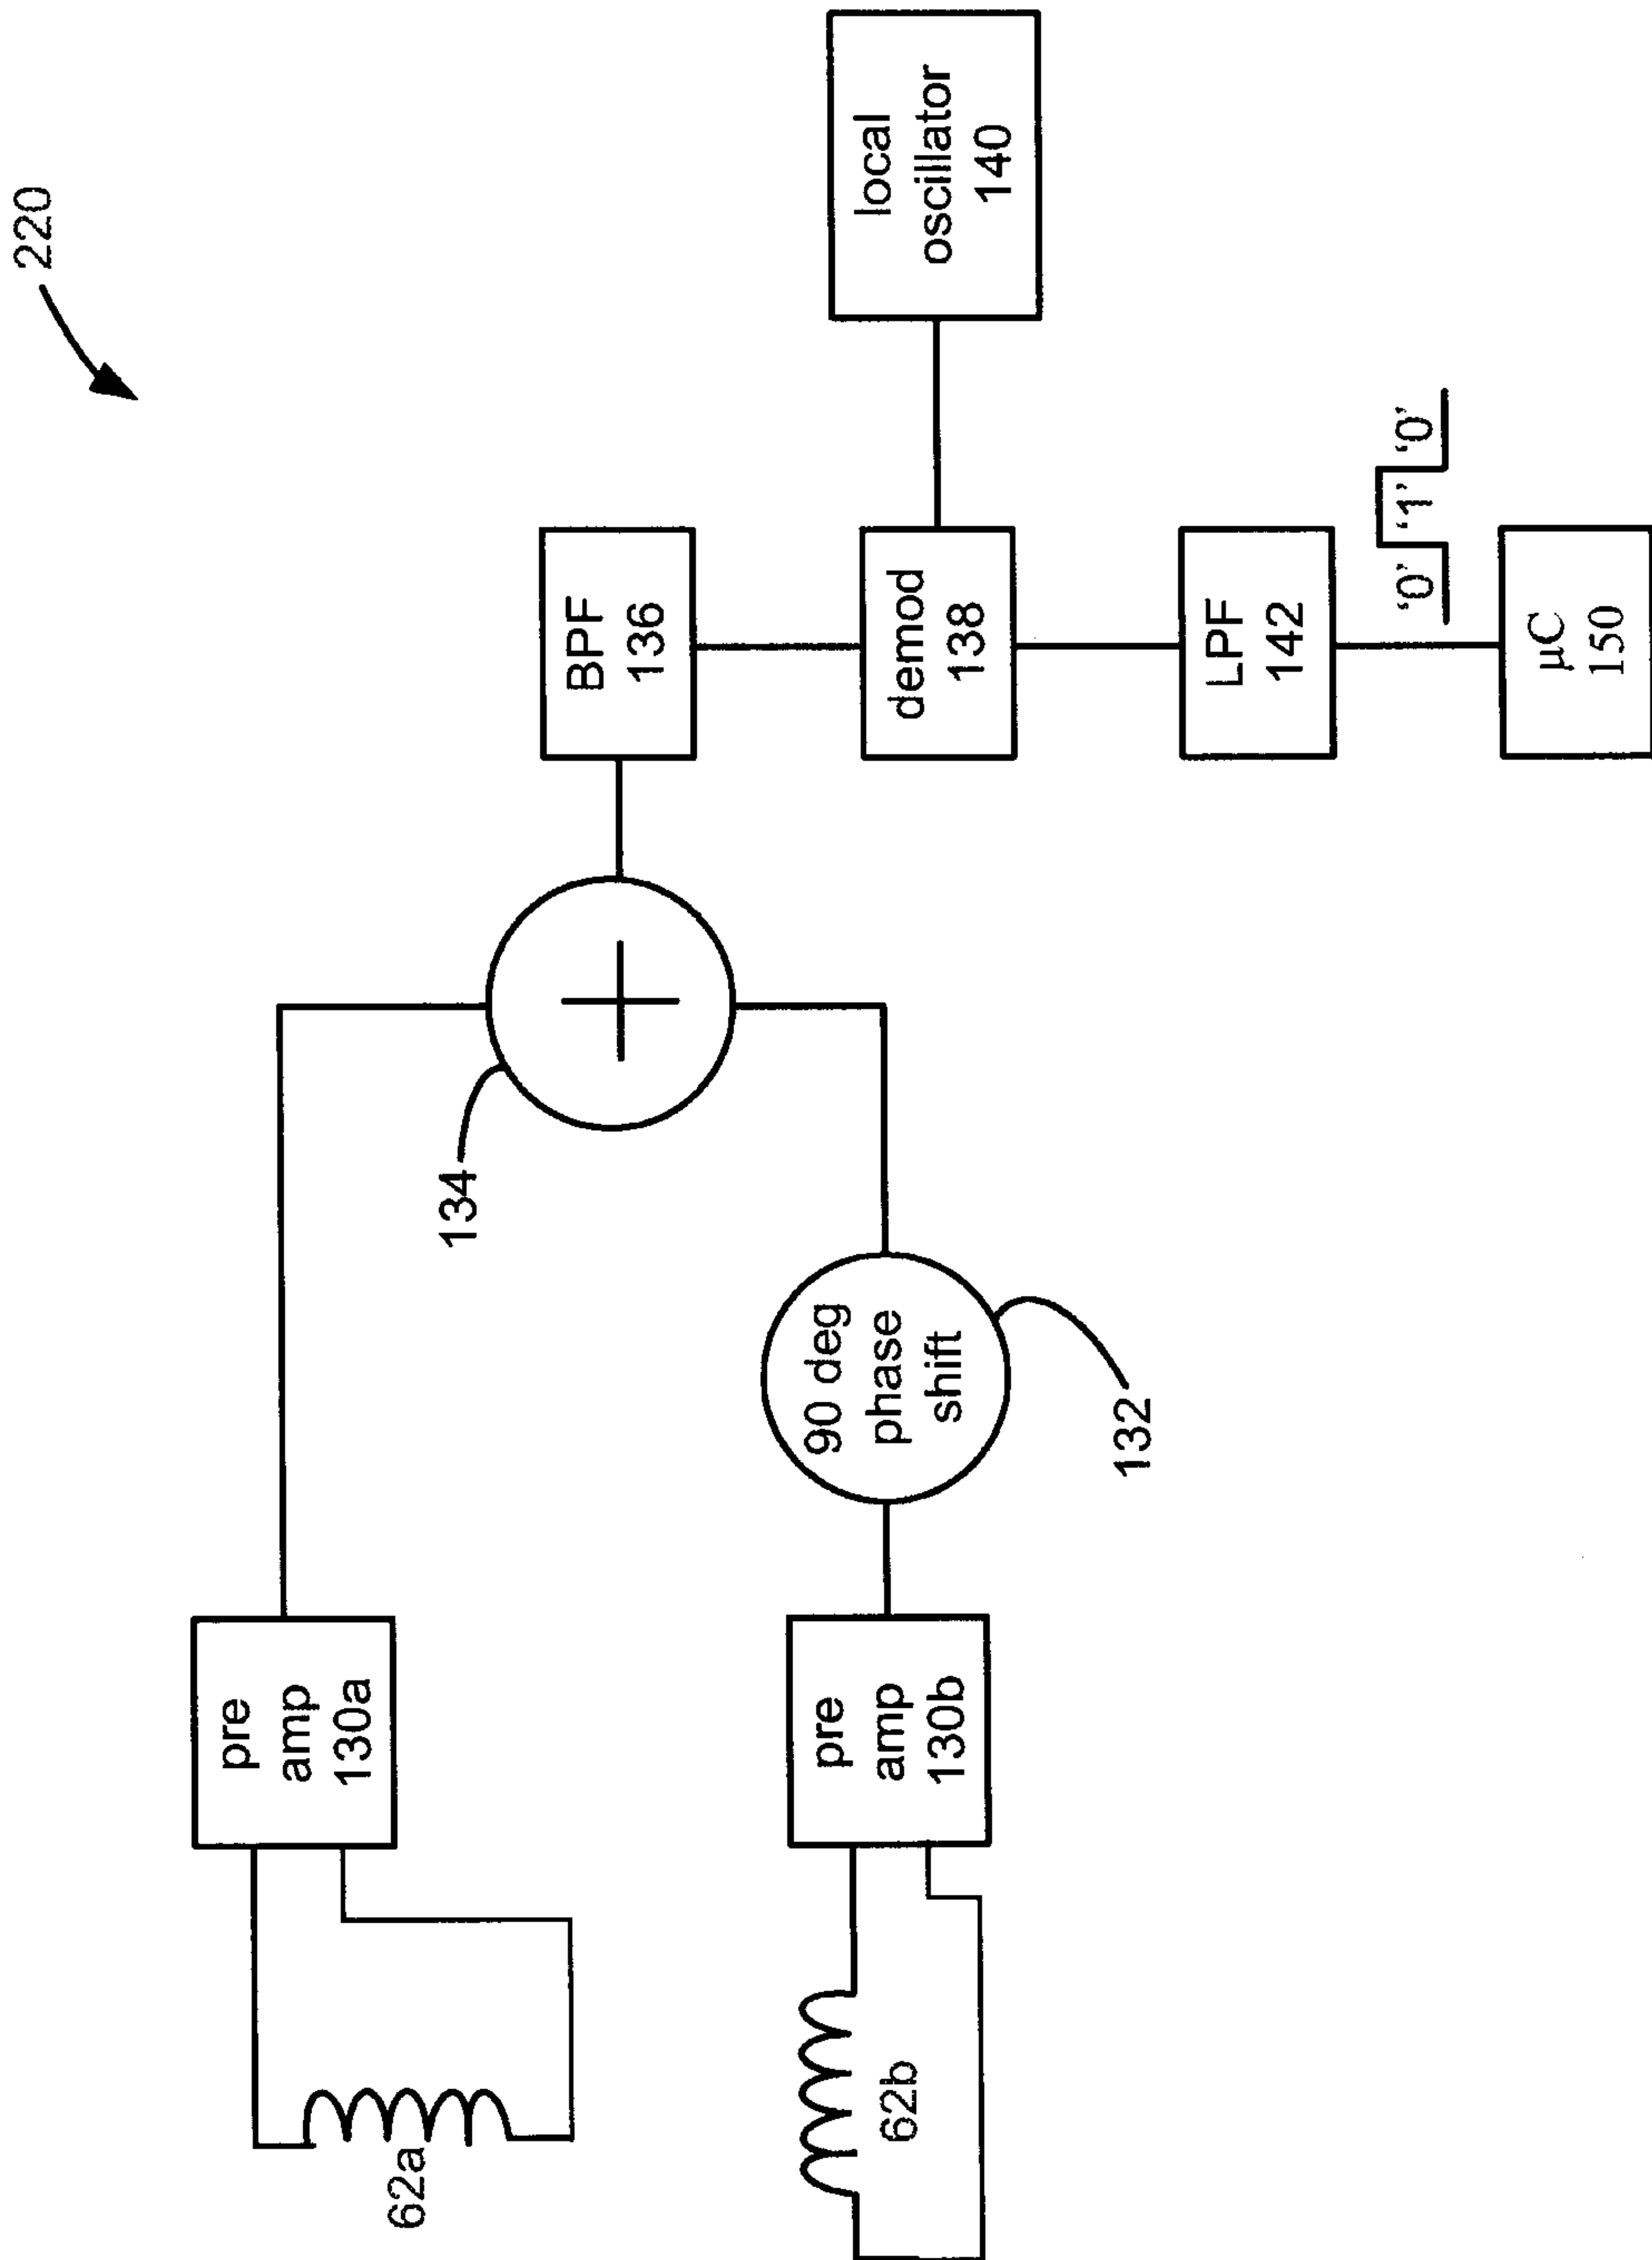 220
62a
pre
amp
130a
134
BPF
136
62b
pre
amp
130b
90 deg
phase
shift
132
demod
138
local
oscillator
140
LPF
142
‘0’ ‘1’ ‘0’
µC
150